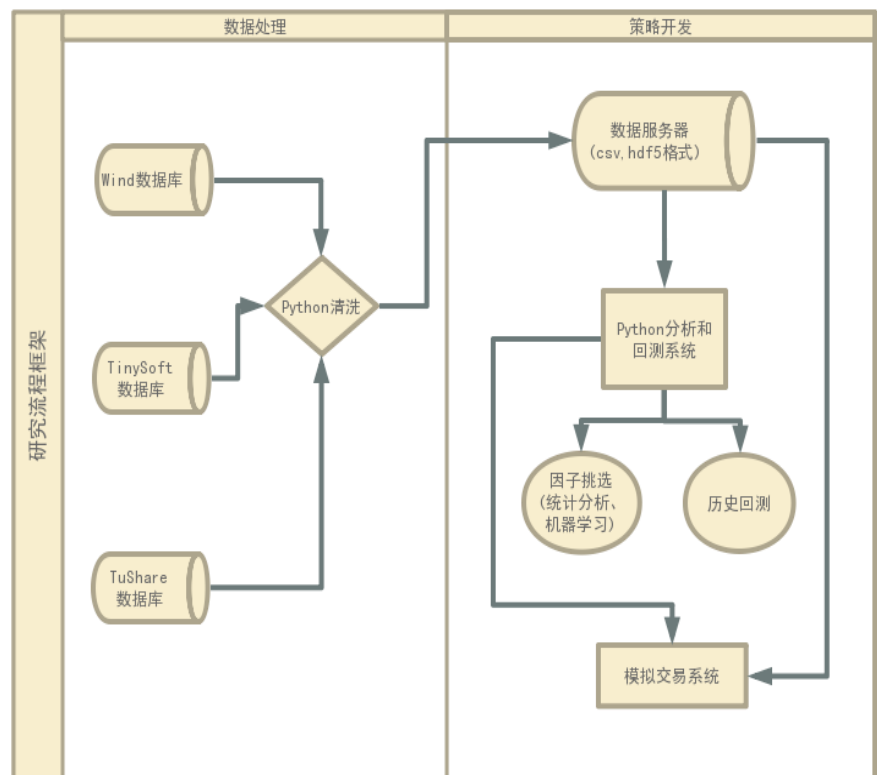 数据处理
策略开发
研究流程框架
Wind数据库
TinySoft
数据库
TuShare
数据库
Python清洗
数据服务器
(csv,hdf5格式)
Python分析和
回测系统
因子挑选
(统计分析、
机器学习)
历史回测
模拟交易系统